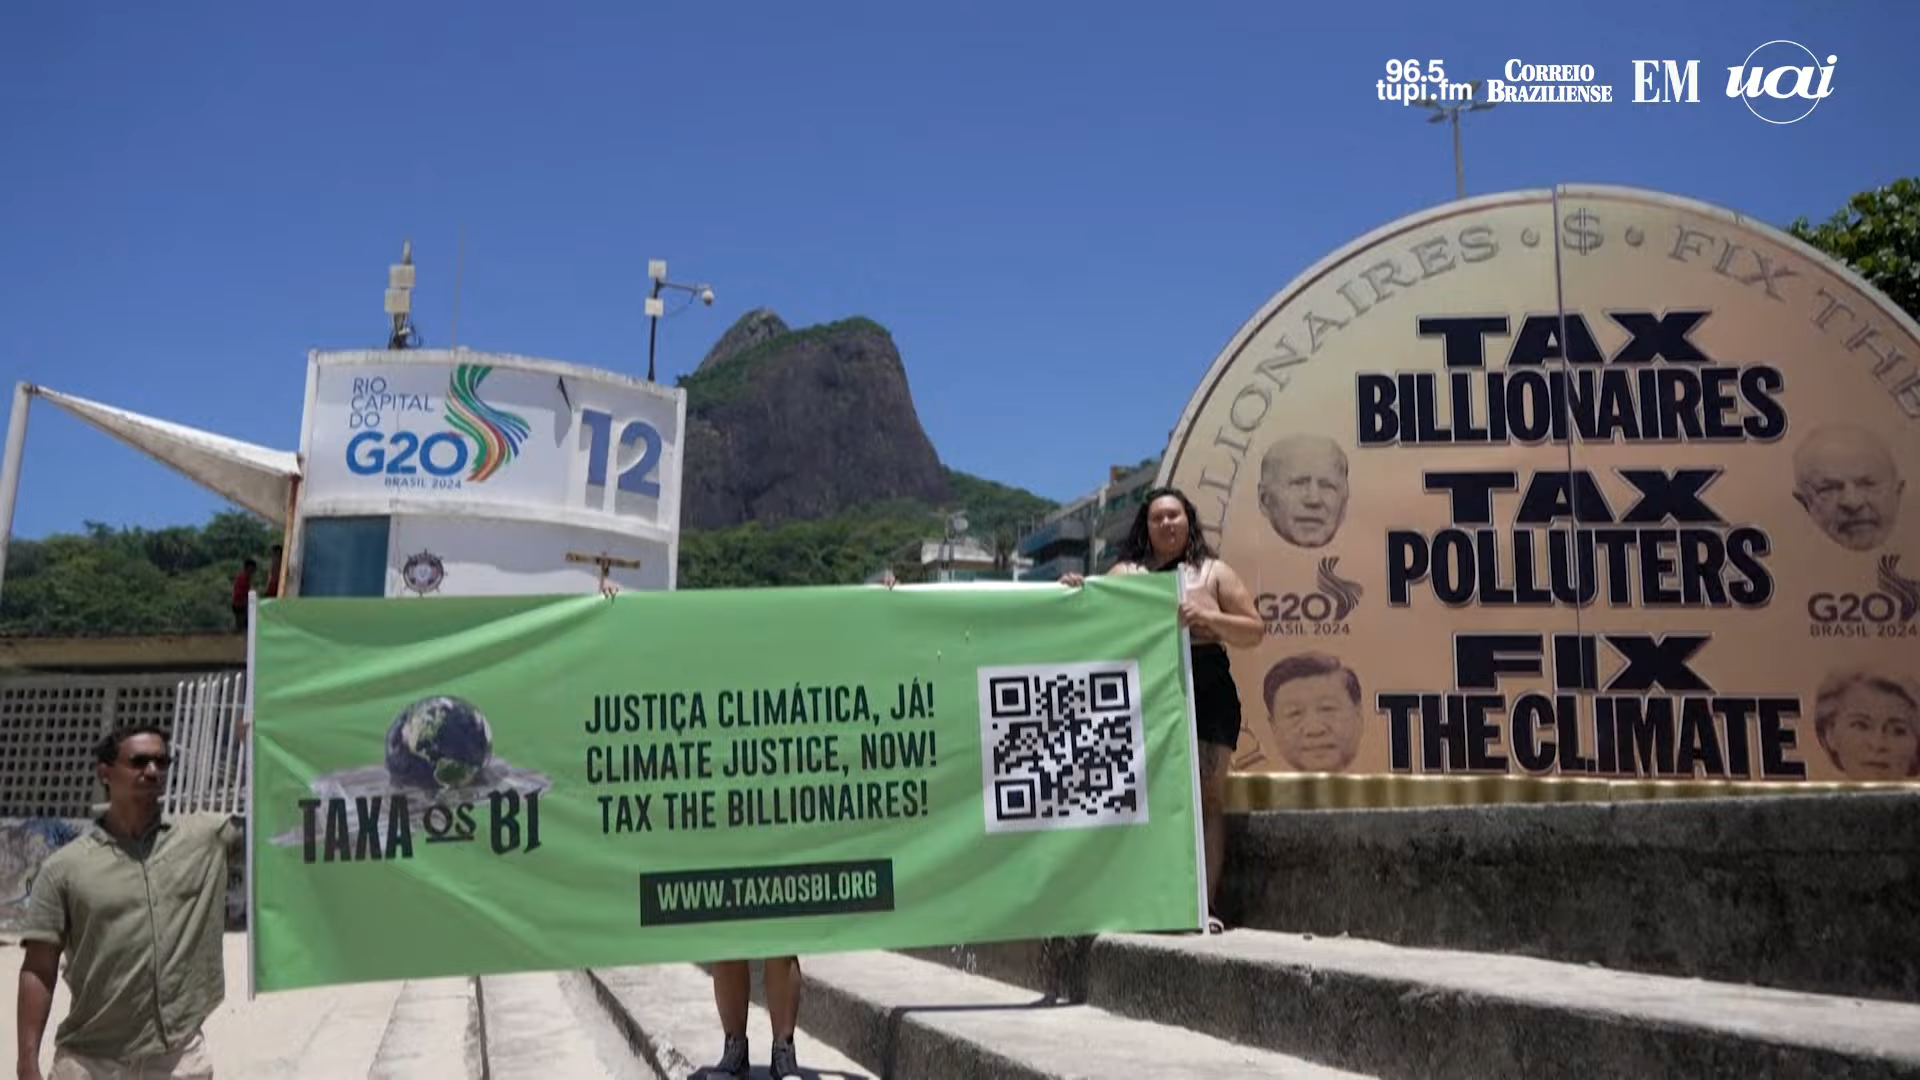 96.5
tupi.fm
CORREIO
BRAZILIENSE
EM
uai
RIO
CAPITAL
DO
G20
BRASIL 2024
12
BILLIONAIRES • $ • FIX THE
TAX
BILLIONAIRES
TAX
POLLUTERS
FIX
THE CLIMATE
G20
BRASIL 2024
G20
BRASIL 2024
TAXA OS BI
JUSTIÇA CLIMÁTICA, JÁ!
CLIMATE JUSTICE, NOW!
TAX THE BILLIONAIRES!
WWW.TAXAOSBI.ORG